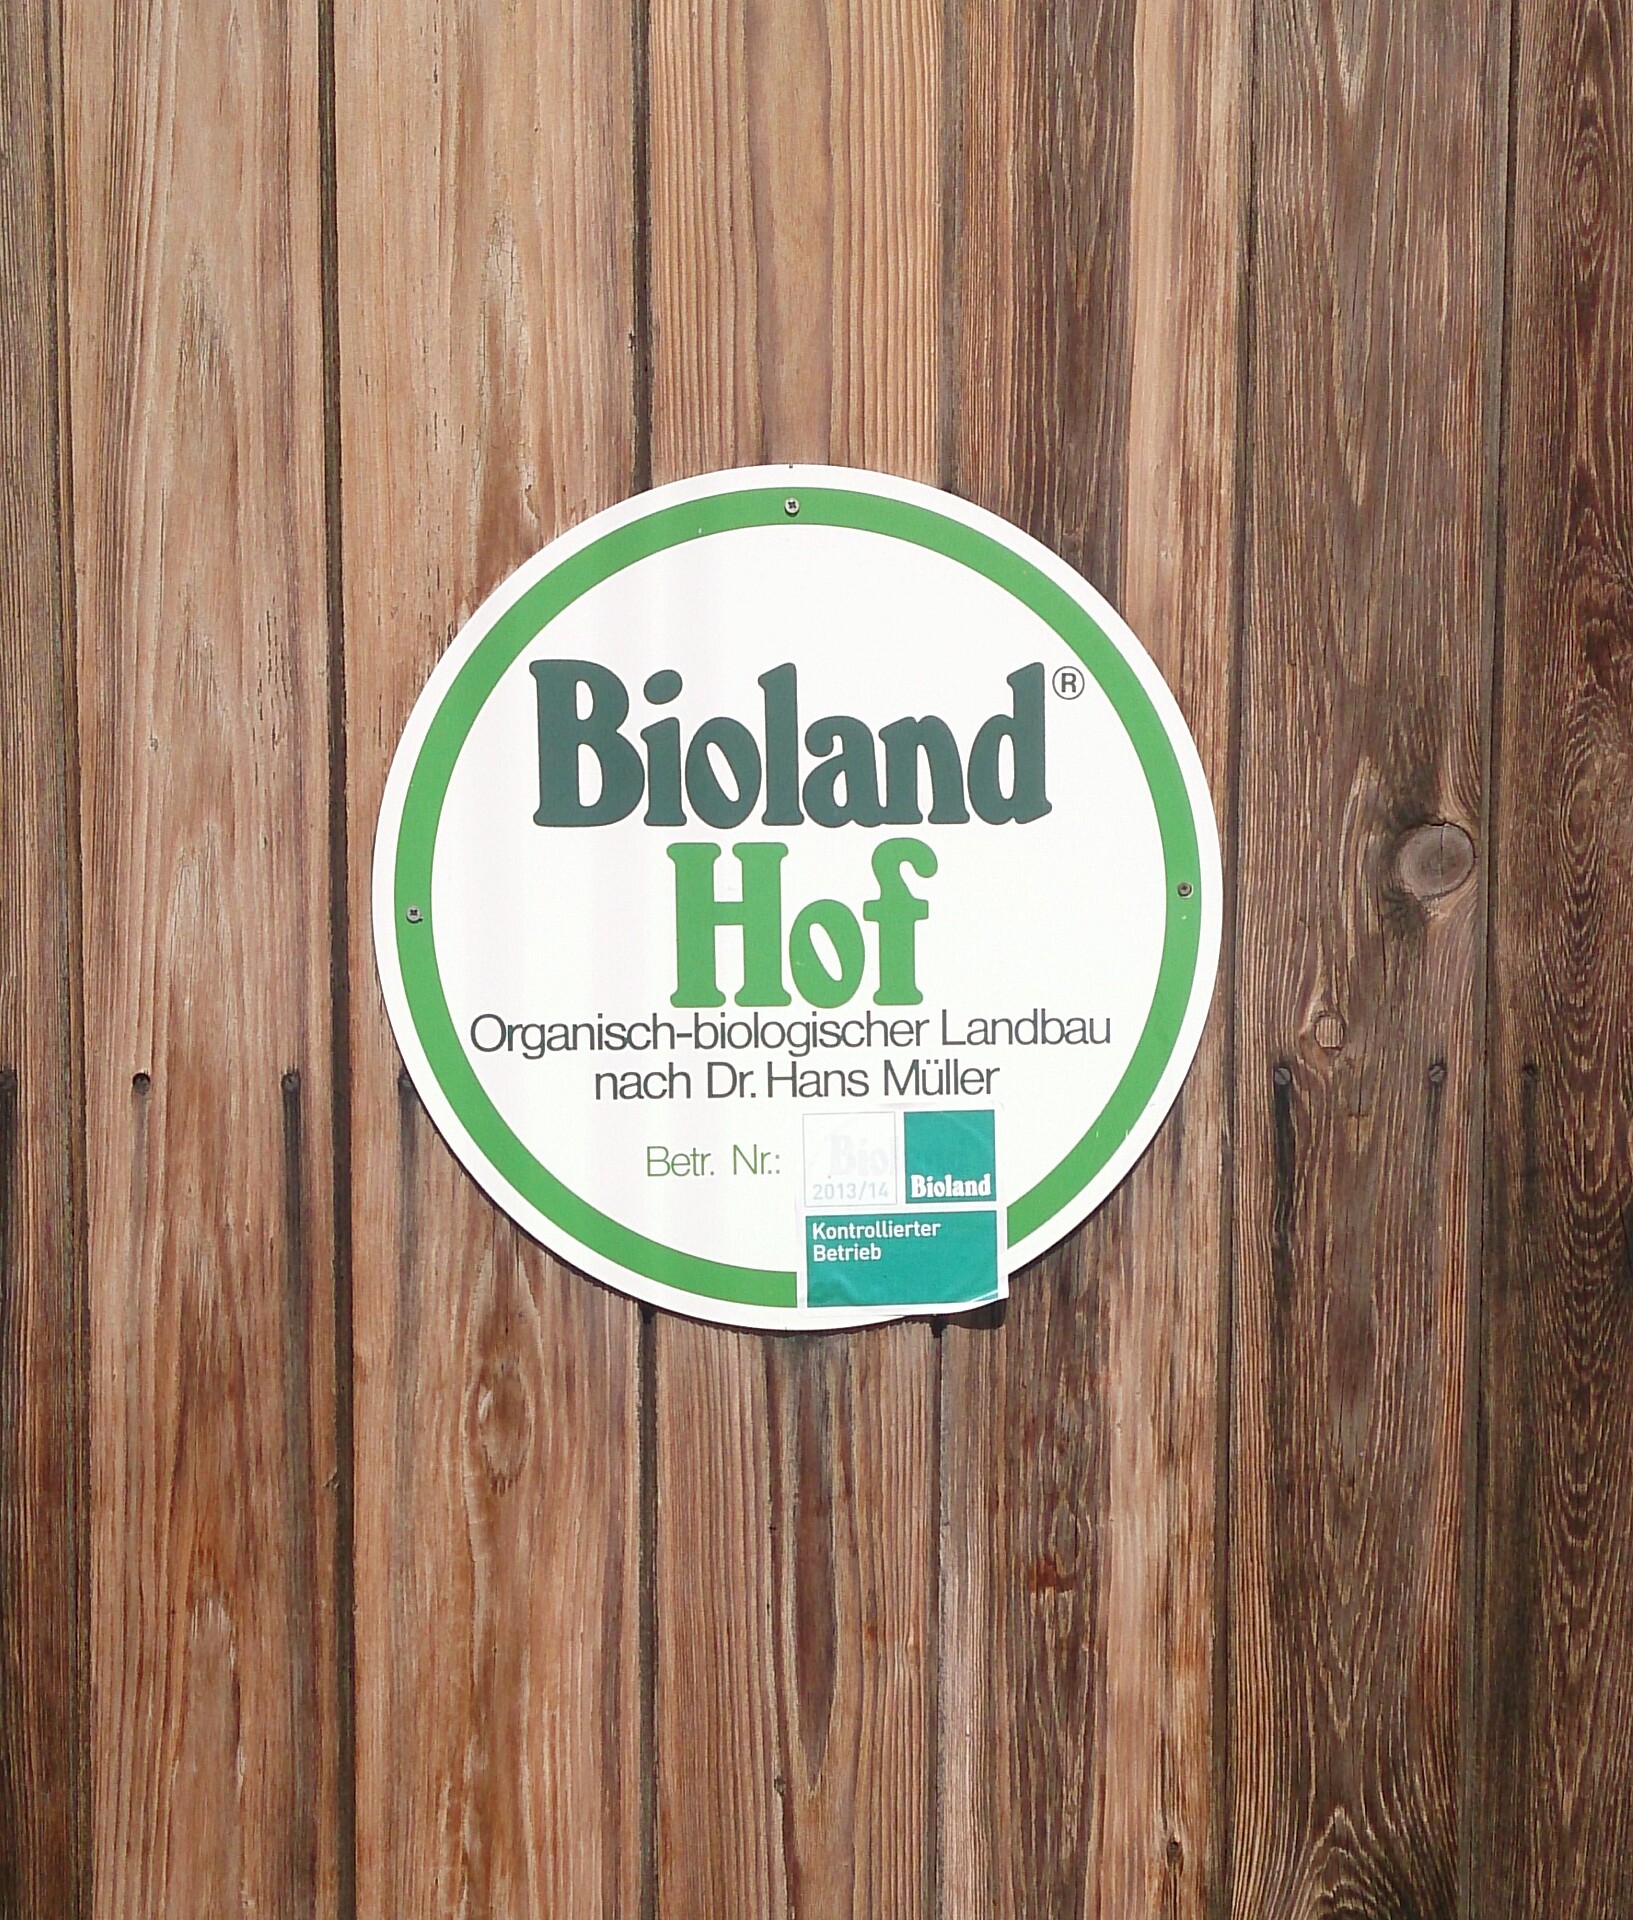 Bioland®
Hof
Organisch-biologischer Landbau
nach Dr. Hans Müller
Betr. Nr.:
2013/14
Bioland
Kontrollierter
Betrieb